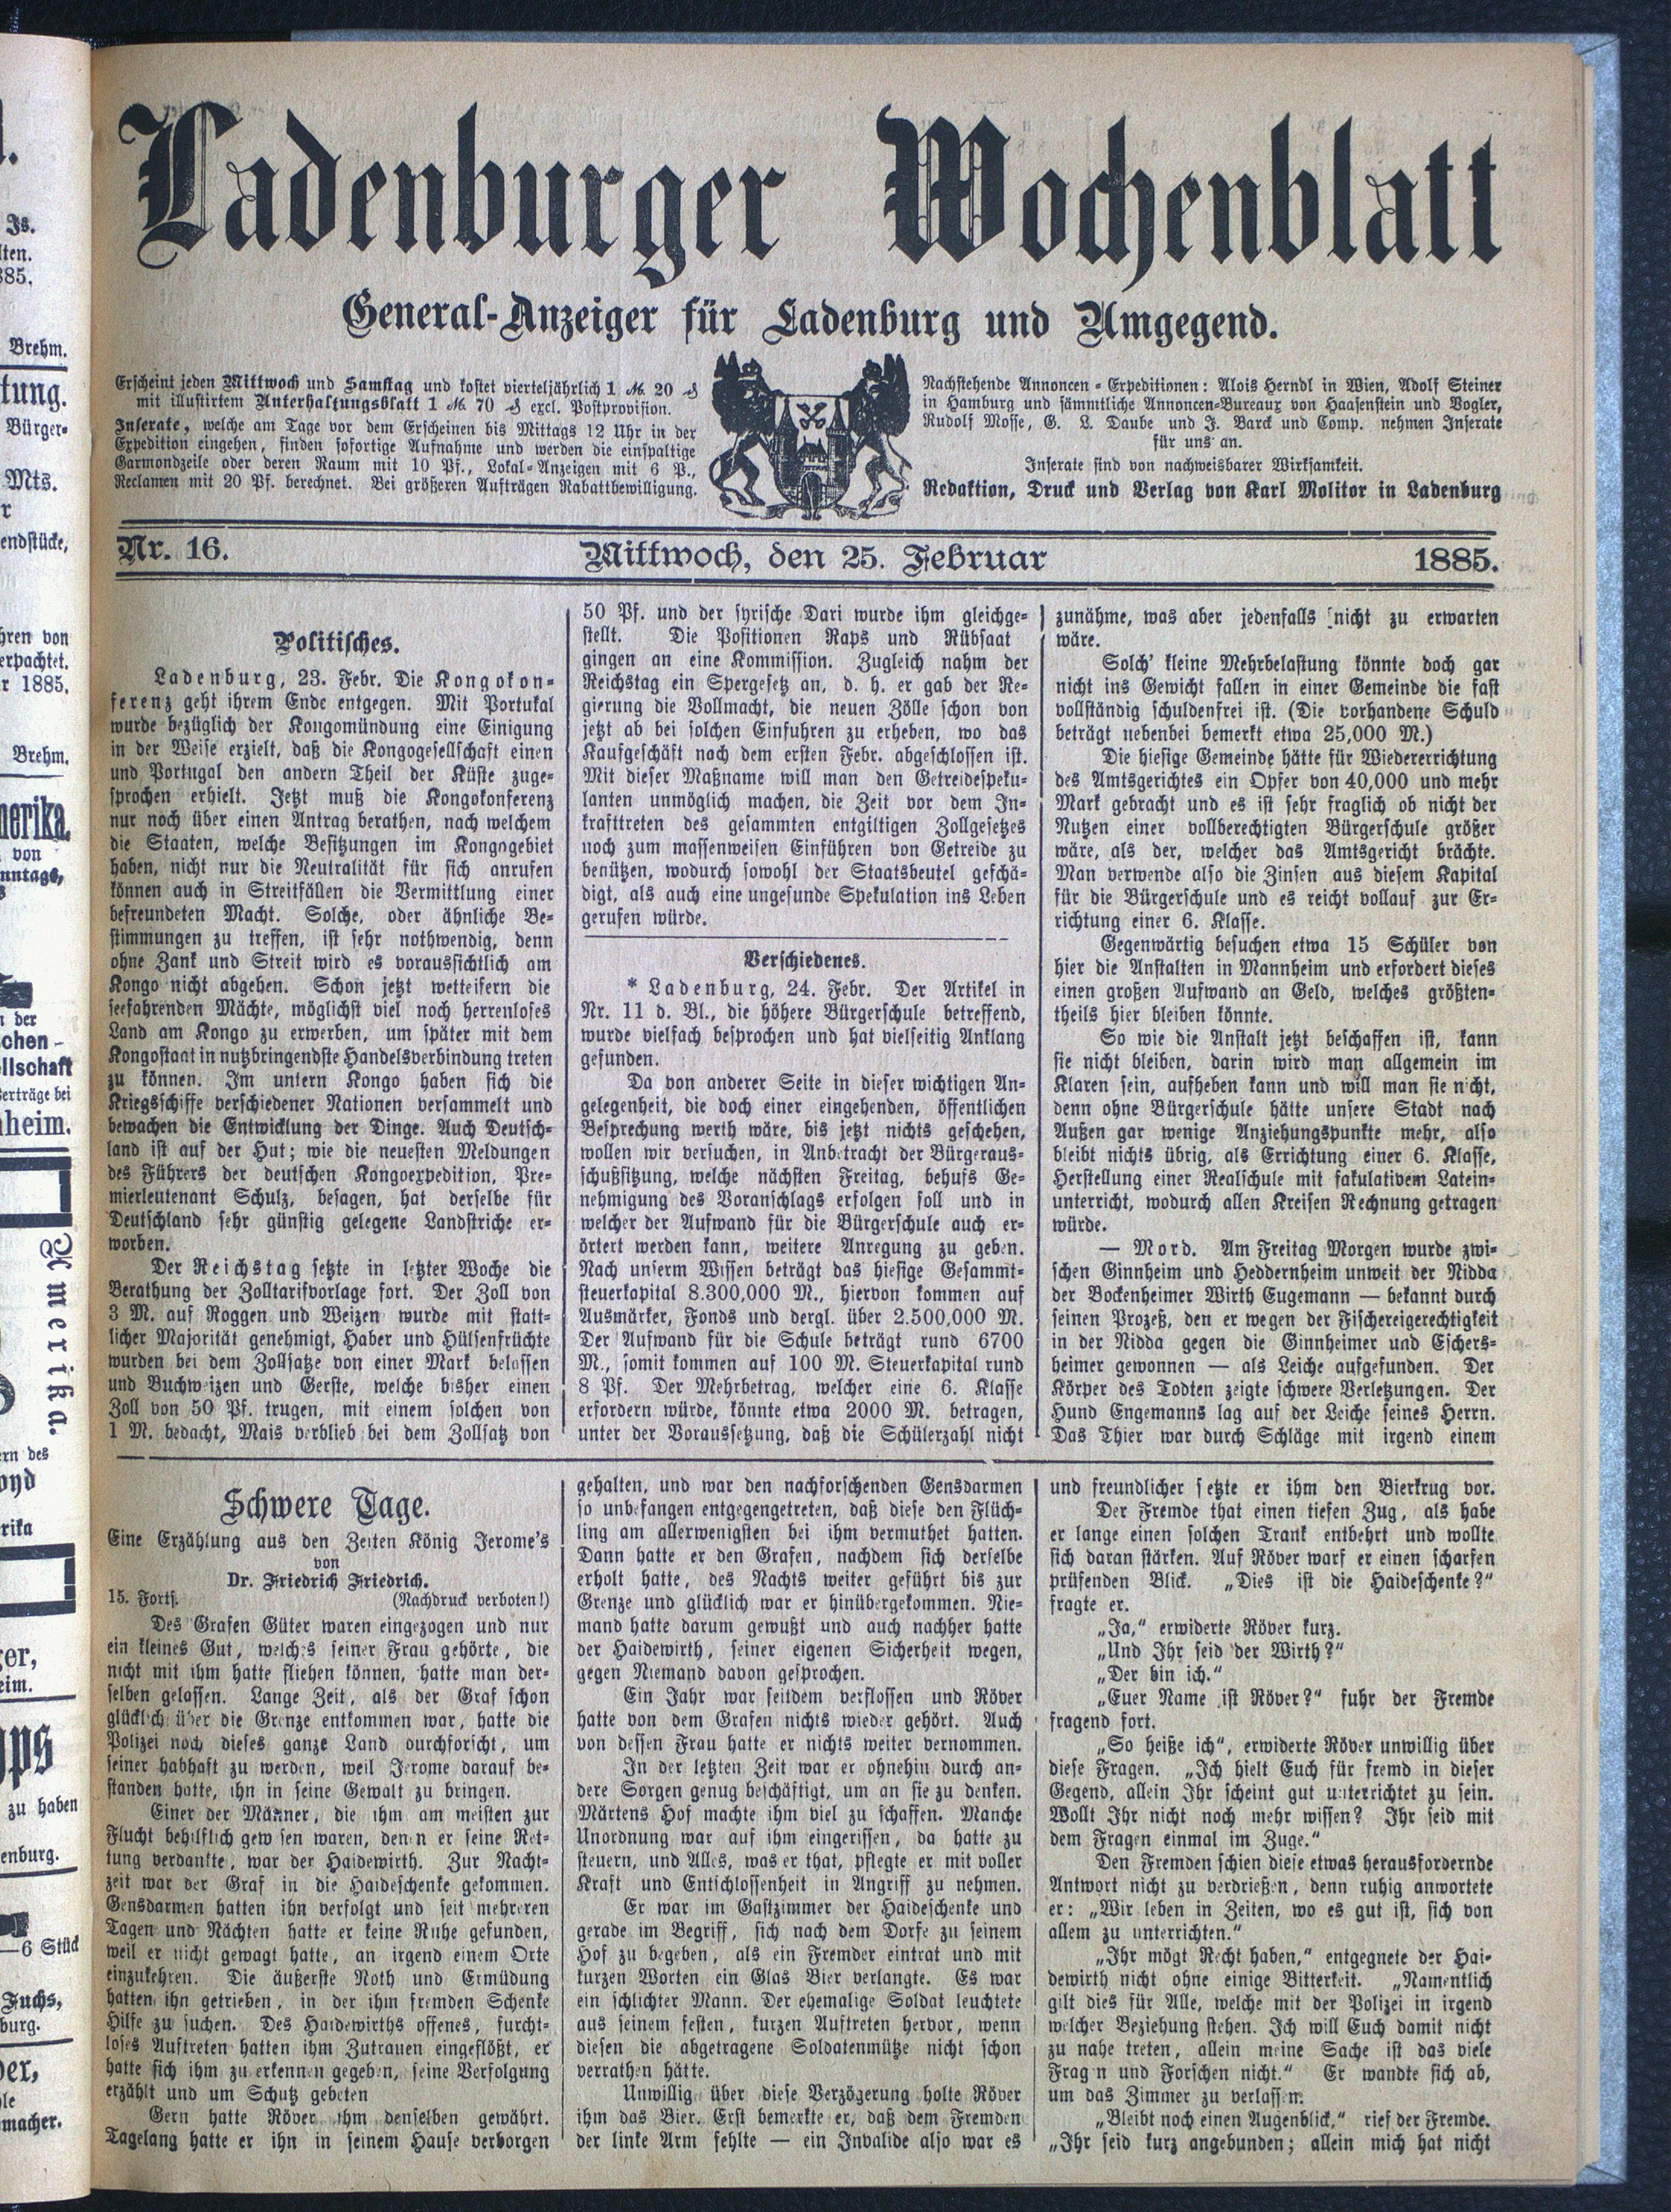 Ladenburger Wochenblatt
General-Anzeiger für Ladenburg und Umgegend.
Erscheint jeden Mittwoch und Samstag und kostet vierteljährlich 1 M. 20 ₰
mit illustirtem Unterhaltungsblatt 1 M. 70 ₰ excl. Postprovision.
Inserate, welche am Tage vor dem Erscheinen bis Mittags 12 Uhr in der
Expedition eingehen, finden sofortige Aufnahme und werden die einspaltige
Garmondzeile oder deren Raum mit 10 Pf., Lokal-Anzeigen mit 6 P.,
Reclamen mit 20 Pf. berechnet. Bei größeren Aufträgen Rabattbewilligung.
Nachstehende Annoncen-Expeditionen: Alois Herndl in Wien, Adolf Steiner
in Hamburg und sämmtliche Annoncen-Bureaux von Haasenstein und Vogler,
Rudolf Mosse, G. L. Daube und J. Barck und Comp. nehmen Inserate
für uns an.
Inserate sind von nachweisbarer Wirksamkeit.
Redaktion, Druck und Verlag von Karl Molitor in Ladenburg
Nr. 16.
Mittwoch, den 25. Februar
1885.
Politisches.
Ladenburg, 23. Febr. Die Kongokon-
ferenz geht ihrem Ende entgegen. Mit Portukal
wurde bezüglich der Kongomündung eine Einigung
in der Weise erzielt, daß die Kongogesellschaft einen
und Portugal den andern Theil der Küste zuge-
sprochen erhielt. Jetzt muß die Kongokonferenz
nur noch über einen Antrag berathen, nach welchem
die Staaten, welche Besitzungen im Kongogebiet
haben, nicht nur die Neutralität für sich anrufen
können auch in Streitfällen die Vermittlung einer
befreundeten Macht. Solche, oder ähnliche Be-
stimmungen zu treffen, ist sehr nothwendig, denn
ohne Zank und Streit wird es voraussichtlich am
Kongo nicht abgehen. Schon jetzt wetteifern die
seefahrenden Mächte, möglichst viel noch herrenloses
Land am Kongo zu erwerben, um später mit dem
Kongostaat in nutzbringendste Handelsverbindung treten
zu können. Im untern Kongo haben sich die
Kriegsschiffe verschiedener Nationen versammelt und
bewachen die Entwicklung der Dinge. Auch Deutsch-
land ist auf der Hut; wie die neuesten Meldungen
des Führers der deutschen Kongoexpedition, Pre-
mierleutenant Schulz, besagen, hat derselbe für
Deutschland sehr günstig gelegene Landstriche er-
worben.
Der Reichstag setzte in letzter Woche die
Berathung der Zolltarifvorlage fort. Der Zoll von
3 M. auf Roggen und Weizen wurde mit statt-
licher Majorität genehmigt, Haber und Hülsenfrüchte
wurden bei dem Zollsatze von einer Mark belassen
und Buchweizen und Gerste, welche bisher einen
Zoll von 50 Pf. trugen, mit einem solchen von
1 M. bedacht, Mais verblieb bei dem Zollsatz von
50 Pf. und der syrische Dari wurde ihm gleichge-
stellt. Die Positionen Raps und Rübsaat
gingen an eine Kommission. Zugleich nahm der
Reichstag ein Spergesetz an, d. h. er gab der Re-
gierung die Vollmacht, die neuen Zölle schon von
jetzt ab bei solchen Einfuhren zu erheben, wo das
Kaufgeschäft nach dem ersten Febr. abgeschlossen ist.
Mit dieser Maßname will man den Getreidespeku-
lanten unmöglich machen, die Zeit vor dem In-
krafttreten des gesammten entgiltigen Zollgesetzes
noch zum massenweisen Einführen von Getreide zu
benützen, wodurch sowohl der Staatsbeutel geschä-
digt, als auch eine ungesunde Spekulation ins Leben
gerufen würde.
Verschiedenes.
* Ladenburg, 24. Febr. Der Artikel in
Nr. 11 d. Bl., die höhere Bürgerschule betreffend,
wurde vielfach besprochen und hat vielseitig Anklang
gefunden.
Da von anderer Seite in dieser wichtigen An-
gelegenheit, die doch einer eingehenden, öffentlichen
Besprechung werth wäre, bis jetzt nichts geschehen,
wollen wir versuchen, in Anbetracht der Bürgeraus-
schußsitzung, welche nächsten Freitag, behufs Ge-
nehmigung des Voranschlags erfolgen soll und in
welcher der Aufwand für die Bürgerschule auch er-
örtert werden kann, weitere Anregung zu geben.
Nach unserm Wissen beträgt das hiesige Gesammt-
steuerkapital 8.300,000 M., hiervon kommen auf
Ausmärker, Fonds und dergl. über 2.500,000 M.
Der Aufwand für die Schule beträgt rund 6700
M., somit kommen auf 100 M. Steuerkapital rund
8 Pf. Der Mehrbetrag, welcher eine 6. Klasse
erfordern würde, könnte etwa 2000 M. betragen,
unter der Voraussetzung, daß die Schülerzahl nicht
zunähme, was aber jedenfalls nicht zu erwarten
wäre.
Solch' kleine Mehrbelastung könnte doch gar
nicht ins Gewicht fallen in einer Gemeinde die fast
vollständig schuldenfrei ist. (Die vorhandene Schuld
beträgt nebenbei bemerkt etwa 25,000 M.)
Die hiesige Gemeinde hätte für Wiedererrichtung
des Amtsgerichtes ein Opfer von 40,000 und mehr
Mark gebracht und es ist sehr fraglich ob nicht der
Nutzen einer vollberechtigten Bürgerschule größer
wäre, als der, welcher das Amtsgericht brächte.
Man verwende also die Zinsen aus diesem Kapital
für die Bürgerschule und es reicht vollauf zur Er-
richtung einer 6. Klasse.
Gegenwärtig besuchen etwa 15 Schüler von
hier die Anstalten in Mannheim und erfordert dieses
einen großen Aufwand an Geld, welches größten-
theils hier bleiben könnte.
So wie die Anstalt jetzt beschaffen ist, kann
sie nicht bleiben, darin wird man allgemein im
Klaren sein, aufheben kann und will man sie nicht,
denn ohne Bürgerschule hätte unsere Stadt nach
Außen gar wenige Anziehungspunkte mehr, also
bleibt nichts übrig, als Errichtung einer 6. Klasse,
Herstellung einer Realschule mit fakulativem Latein-
unterricht, wodurch allen Kreisen Rechnung getragen
würde.
— Mord. Am Freitag Morgen wurde zwi-
schen Ginnheim und Heddernheim unweit der Nidda
der Bockenheimer Wirth Eugemann — bekannt durch
seinen Prozeß, den er wegen der Fischereigerechtigkeit
in der Nidda gegen die Ginnheimer und Eschers-
heimer gewonnen — als Leiche aufgefunden. Der
Körper des Todten zeigte schwere Verletzungen. Der
Hund Engemanns lag auf der Leiche seines Herrn.
Das Thier war durch Schläge mit irgend einem
Schwere Tage.
Eine Erzählung aus den Zeiten König Jerome's
von
Dr. Friedrich Friedrich.
15. Forts. (Nachdruck verboten!)
Des Grafen Güter waren eingezogen und nur
ein kleines Gut, welches seiner Frau gehörte, die
nicht mit ihm hatte fliehen können, hatte man der-
selben gelassen. Lange Zeit, als der Graf schon
glücklich über die Grenze entkommen war, hatte die
Polizei noch dieses ganze Land durchforscht, um
seiner habhaft zu werden, weil Jerome darauf be-
standen hatte, ihn in seine Gewalt zu bringen.
Einer der Männer, die ihm am meisten zur
Flucht behilflich gew sen waren, denen er seine Ret-
tung verdankte, war der Haidewirth. Zur Nacht-
zeit war der Graf in die Haideschenke gekommen.
Gensdarmen hatten ihn verfolgt und seit mehreren
Tagen und Nächten hatte er keine Ruhe gefunden,
weil er nicht gewagt hatte, an irgend einem Orte
einzukehren. Die äußerste Noth und Ermüdung
hatten ihn getrieben, in der ihm fremden Schenke
Hilfe zu suchen. Des Haidewirths offenes, furcht-
loses Auftreten hatten ihm Zutrauen eingeflößt, er
hatte sich ihm zu erkennen gegeben, seine Verfolgung
erzählt und um Schutz gebeten
Gern hatte Röver ihm denselben gewährt.
Tagelang hatte er ihn in seinem Hause verborgen
gehalten, und war den nachforschenden Gensdarmen
so unbefangen entgegengetreten, daß diese den Flücht-
ling am allerwenigsten bei ihm vermuthet hatten.
Dann hatte er den Grafen, nachdem sich derselbe
erholt hatte, des Nachts weiter geführt bis zur
Grenze und glücklich war er hinübergekommen. Nie-
mand hatte darum gewußt und auch nachher hatte
der Haidewirth, seiner eigenen Sicherheit wegen,
gegen Niemand davon gesprochen.
Ein Jahr war seitdem verflossen und Röver
hatte von dem Grafen nichts wieder gehört. Auch
von dessen Frau hatte er nichts weiter vernommen.
In der letzten Zeit war er ohnehin durch an-
dere Sorgen genug beschäftigt, um an sie zu denken.
Märtens Hof machte ihm viel zu schaffen. Manche
Unordnung war auf ihm eingerissen, da hatte zu
steuern, und Alles, was er that, pflegte er mit voller
Kraft und Entschlossenheit in Angriff zu nehmen.
Er war im Gastzimmer der Haideschenke und
gerade im Begriff, sich nach dem Dorfe zu seinem
Hof zu begeben, als ein Fremder eintrat und mit
kurzen Worten ein Glas Bier verlangte. Es war
ein schlichter Mann. Der ehemalige Soldat leuchtete
aus seinem festen, kurzen Auftreten hervor, wenn
diesen die abgetragene Soldatenmütze nicht schon
verrathen hätte.
Unwillig über diese Verzögerung holte Röver
ihm das Bier. Erst bemerkte er, daß dem Fremden
der linke Arm fehlte — ein Invalide also war es
und freundlicher setzte er ihm den Bierkrug vor.
Der Fremde that einen tiefen Zug, als habe
er lange einen solchen Trank entbehrt und wollte
sich daran stärken. Auf Röver warf er einen scharfen
prüfenden Blick. „Dies ist die Haideschenke?“
fragte er.
„Ja,“ erwiderte Röver kurz.
„Und Ihr seid der Wirth?“
„Der bin ich.“
„Euer Name ist Röver?“ fuhr der Fremde
fragend fort.
„So heiße ich“, erwiderte Röver unwillig über
diese Fragen. „Ich hielt Euch für fremd in dieser
Gegend, allein Ihr scheint gut unterrichtet zu sein.
Wollt Ihr nicht noch mehr wissen? Ihr seid mit
dem Fragen einmal im Zuge.“
Den Fremden schien diese etwas herausfordernde
Antwort nicht zu verdrießen, denn ruhig anwortete
er: „Wir leben in Zeiten, wo es gut ist, sich von
allem zu unterrichten.“
„Ihr mögt Recht haben,“ entgegnete der Hai-
dewirth nicht ohne einige Bitterkeit. „Namentlich
gilt dies für Alle, welche mit der Polizei in irgend
welcher Beziehung stehen. Ich will Euch damit nicht
zu nahe treten, allein meine Sache ist das viele
Frag n und Forschen nicht.“ Er wandte sich ab,
um das Zimmer zu verlassen.
„Bleibt noch einen Augenblick,“ rief der Fremde.
„Ihr seid kurz angebunden; allein mich hat nicht